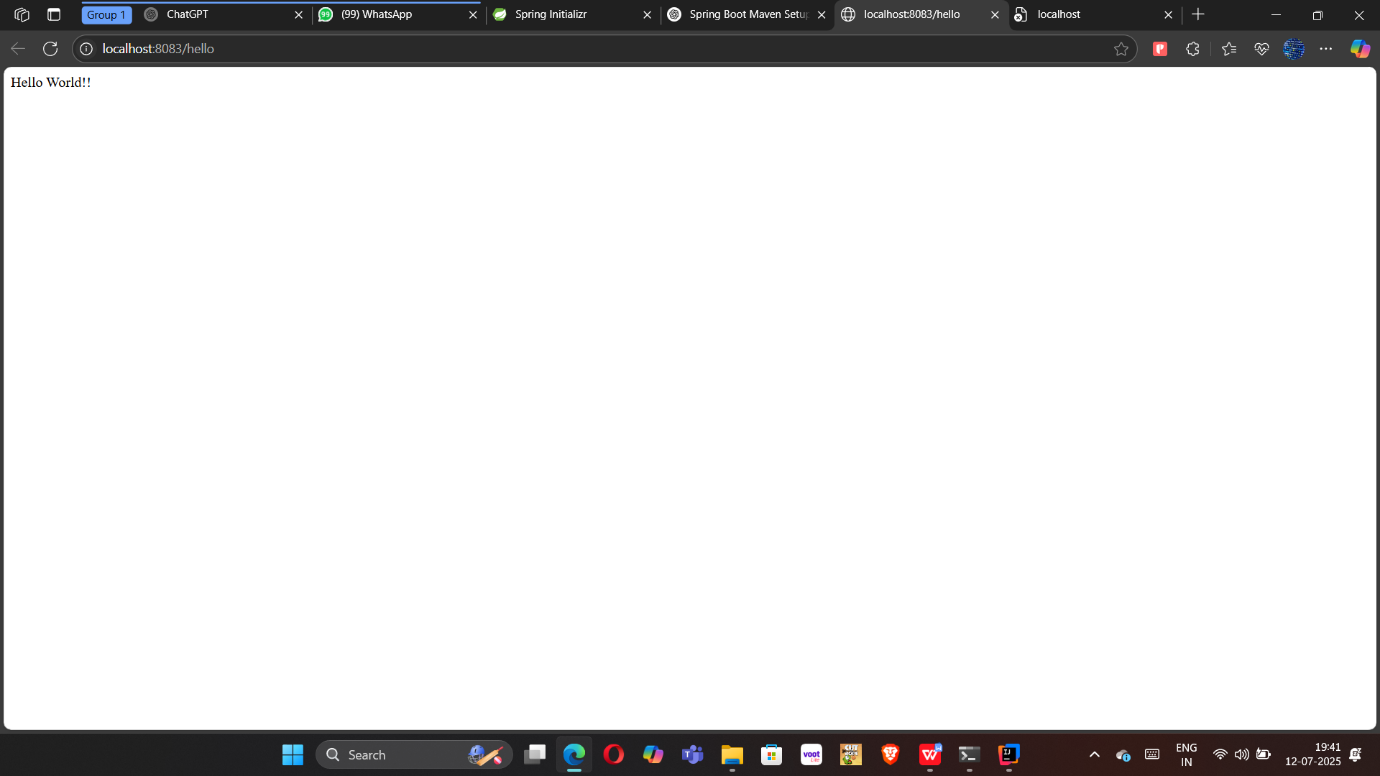 Group 1 ChatGPT (99) WhatsApp Spring Initializr Spring Boot Maven Setup localhost:8083/hello localhost
localhost:8083/hello
Hello World!!
Search
ENG
IN
19:41
12-07-2025